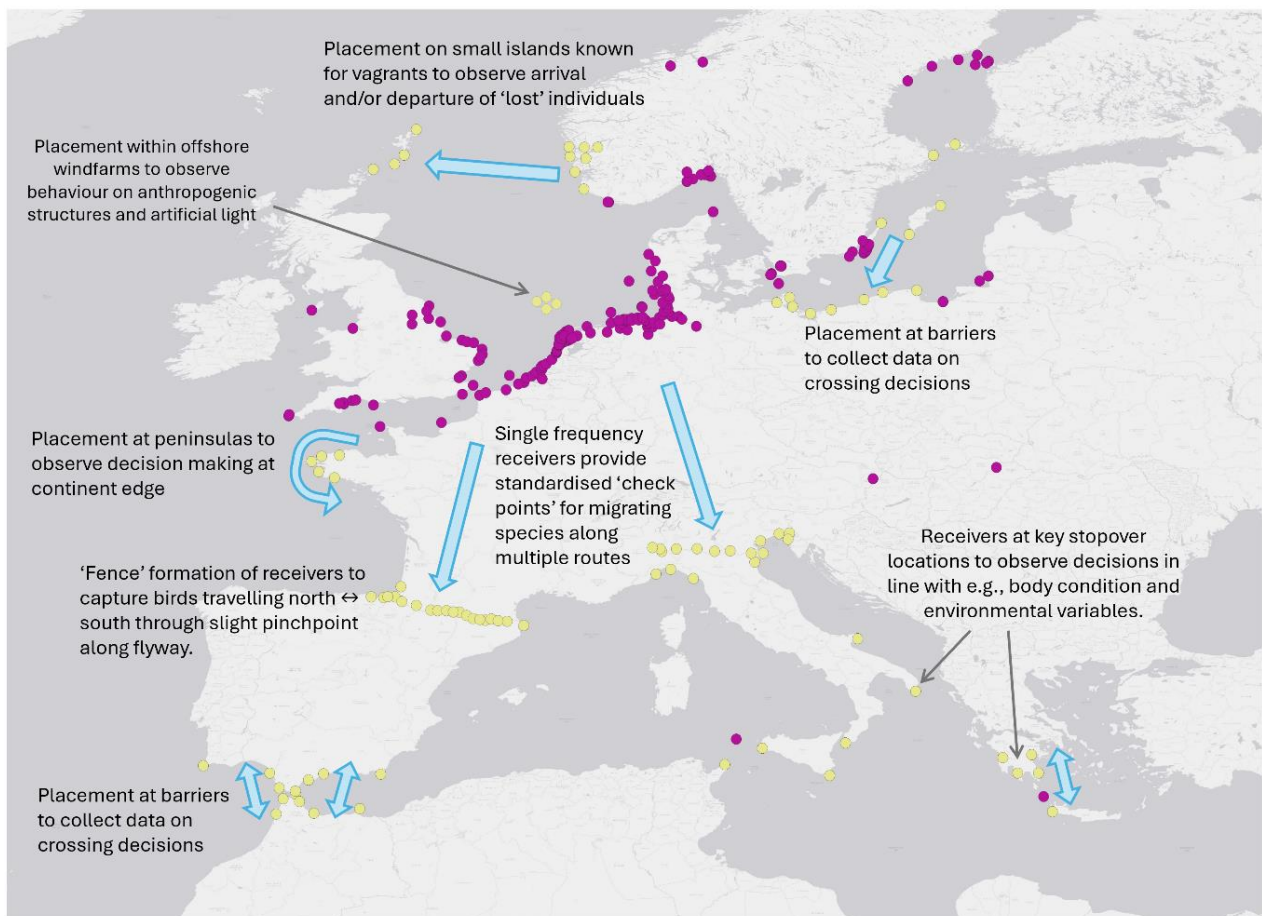 Placement on small islands known
for vagrants to observe arrival
and/or departure of ‘lost’ individuals
Placement within offshore
windfarms to observe
behaviour on anthropogenic
structures and artificial light
Placement at barriers
to collect data on
crossing decisions
Placement at peninsulas to
observe decision making at
continent edge
Single frequency
receivers provide
standardised ‘check
points’ for migrating
species along
multiple routes
Receivers at key stopover
locations to observe decisions in
line with e.g., body condition and
environmental variables.
‘Fence’ formation of receivers to
capture birds travelling north ↔
south through slight pinchpoint
along flyway.
Placement at barriers
to collect data on
crossing decisions